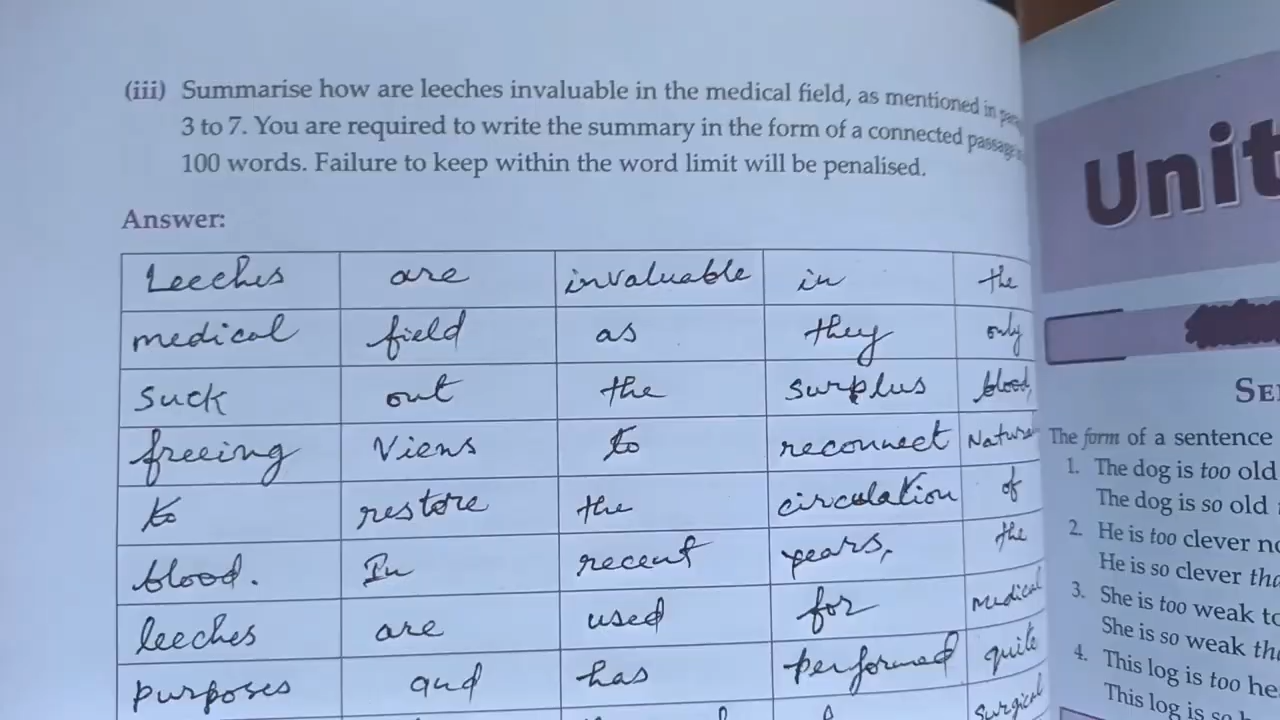 (iii) Summarise how are leeches invaluable in the medical field, as mentioned in
3 to 7. You are required to write the summary in the form of a connected passage
100 words. Failure to keep within the word limit will be penalised.
Answer:
Leeches are invaluable in the
medical field as they only
suck out the surplus blood,
freeing Viens to reconnect Natura
to restore the circulation of
blood. In recent years, the
leeches are used for Medical
purposes and has performed quite
Surgical
Unit
SE
The form of a sentence
1. The dog is too old
The dog is so old
2. He is too clever
He is so clever
3. She is too weak
She is so weak
4. This log is too
This log is so